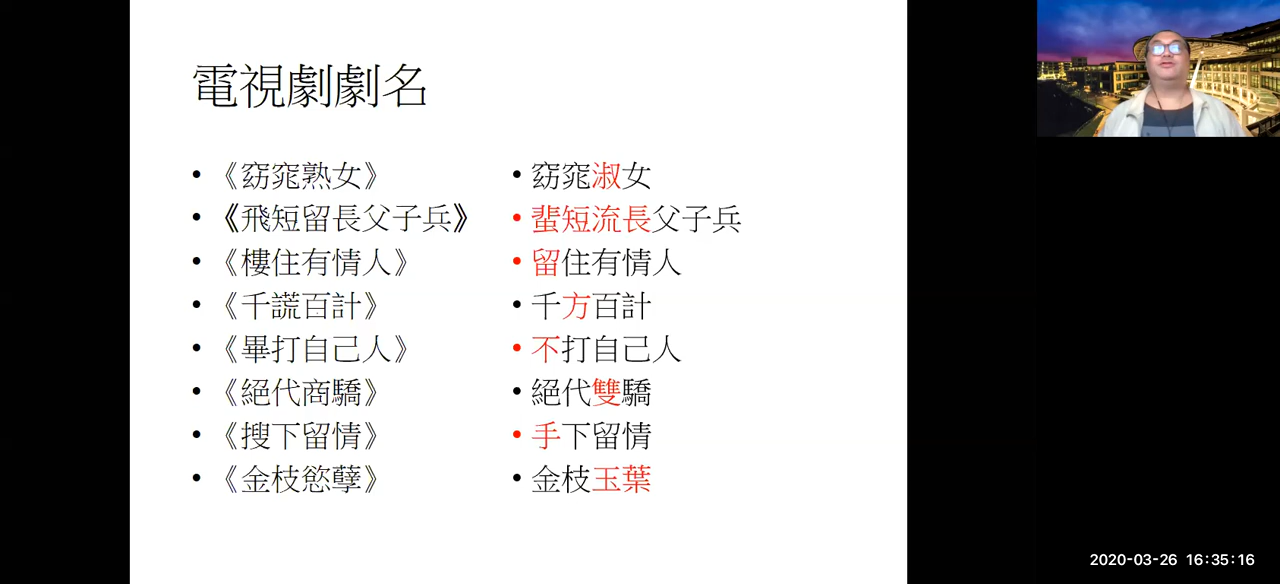 電視劇劇名
• 《窈窕熟女》
• 窈窕淑女
• 《飛短留長父子兵》
• 蜚短流長父子兵
• 《樓住有情人》
• 留住有情人
• 《千謊百計》
• 千方百計
• 《畢打自己人》
• 不打自己人
• 《絕代商驕》
• 絕代雙驕
• 《搜下留情》
• 手下留情
• 《金枝慾孽》
• 金枝玉葉
2020-03-26 16:35:16